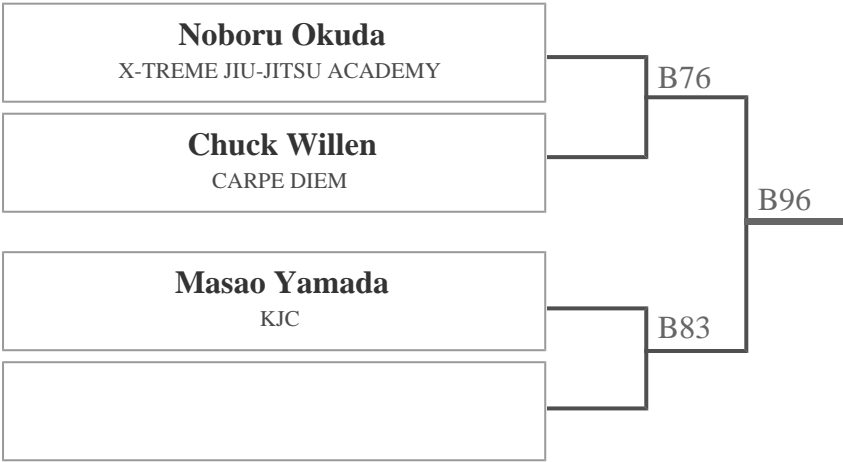 Noboru Okuda
X-TREME JIU-JITSU ACADEMY
B76
Chuck Willen
CARPE DIEM
B96
Masao Yamada
KJC
B83